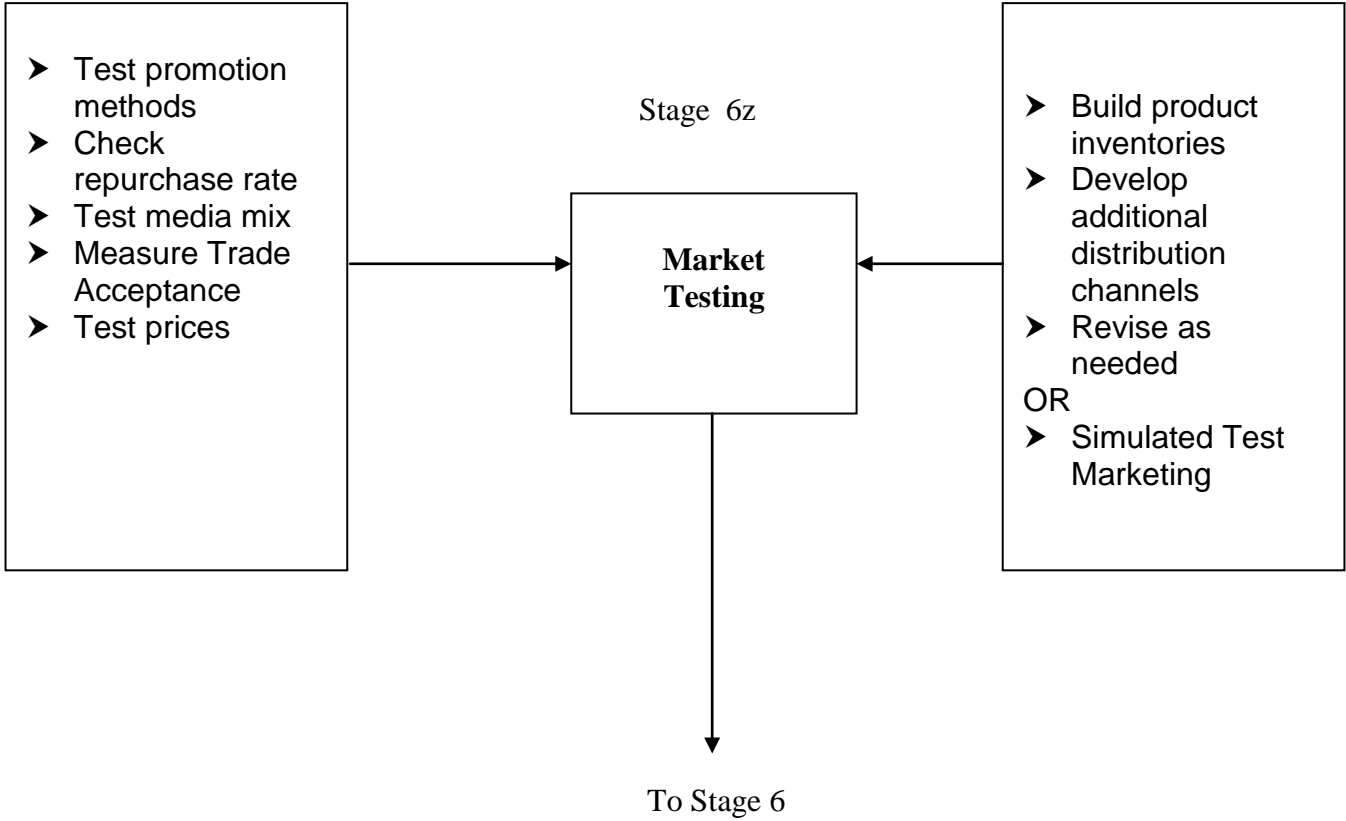 ➤ Test promotion
methods
➤ Check
repurchase rate
➤ Test media mix
➤ Measure Trade
Acceptance
➤ Test prices
Stage 6z
Market
Testing
➤ Build product
inventories
➤ Develop
additional
distribution
channels
➤ Revise as
needed
OR
➤ Simulated Test
Marketing
To Stage 6